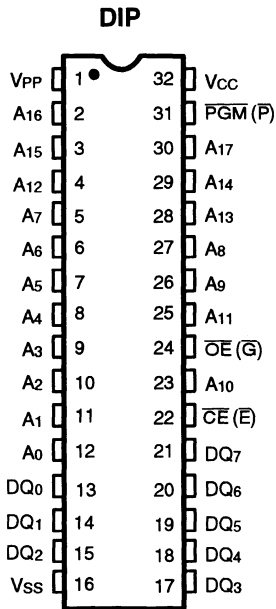 DIP
VPP 1 32 VCC
A16 2 31 PGM (P)
A15 3 30 A17
A12 4 29 A14
A7 5 28 A13
A6 6 27 A8
A5 7 26 A9
A4 8 25 A11
A3 9 24 OE (G)
A2 10 23 A10
A1 11 22 CE (E)
A0 12 21 DQ7
DQ0 13 20 DQ6
DQ1 14 19 DQ5
DQ2 15 18 DQ4
VSS 16 17 DQ3